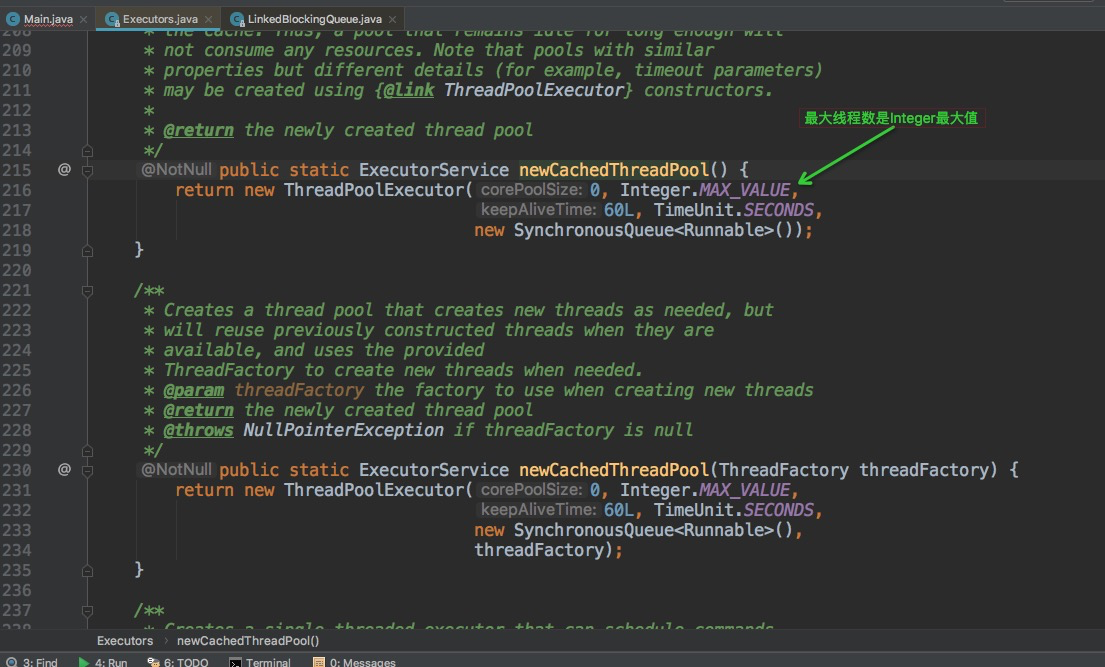 Main.java Executors.java LinkedBlockingQueue.java
208 * the cache. Thus, a pool that remains idle for long enough will
209 * not consume any resources. Note that pools with similar
210 * properties but different details (for example, timeout parameters)
211 * may be created using {@link ThreadPoolExecutor} constructors.
212 *
最大线程数是Integer最大值
213 * @return the newly created thread pool
214 */
215 @ @NotNull public static ExecutorService newCachedThreadPool() {
216 return new ThreadPoolExecutor( corePoolSize: 0, Integer.MAX_VALUE,
217 keepAliveTime: 60L, TimeUnit.SECONDS,
218 new SynchronousQueue<Runnable>());
219 }
220
221 /**
222 * Creates a thread pool that creates new threads as needed, but
223 * will reuse previously constructed threads when they are
224 * available, and uses the provided
225 * ThreadFactory to create new threads when needed.
226 * @param threadFactory the factory to use when creating new threads
227 * @return the newly created thread pool
228 * @throws NullPointerException if threadFactory is null
229 */
230 @ @NotNull public static ExecutorService newCachedThreadPool(ThreadFactory threadFactory) {
231 return new ThreadPoolExecutor( corePoolSize: 0, Integer.MAX_VALUE,
232 keepAliveTime: 60L, TimeUnit.SECONDS,
233 new SynchronousQueue<Runnable>(),
234 threadFactory);
235 }
236
237 /**
238 * Creates a single-threaded executor that can schedule commands
Executors › newCachedThreadPool()
3: Find 4: Run 6: TODO Terminal 0: Messages